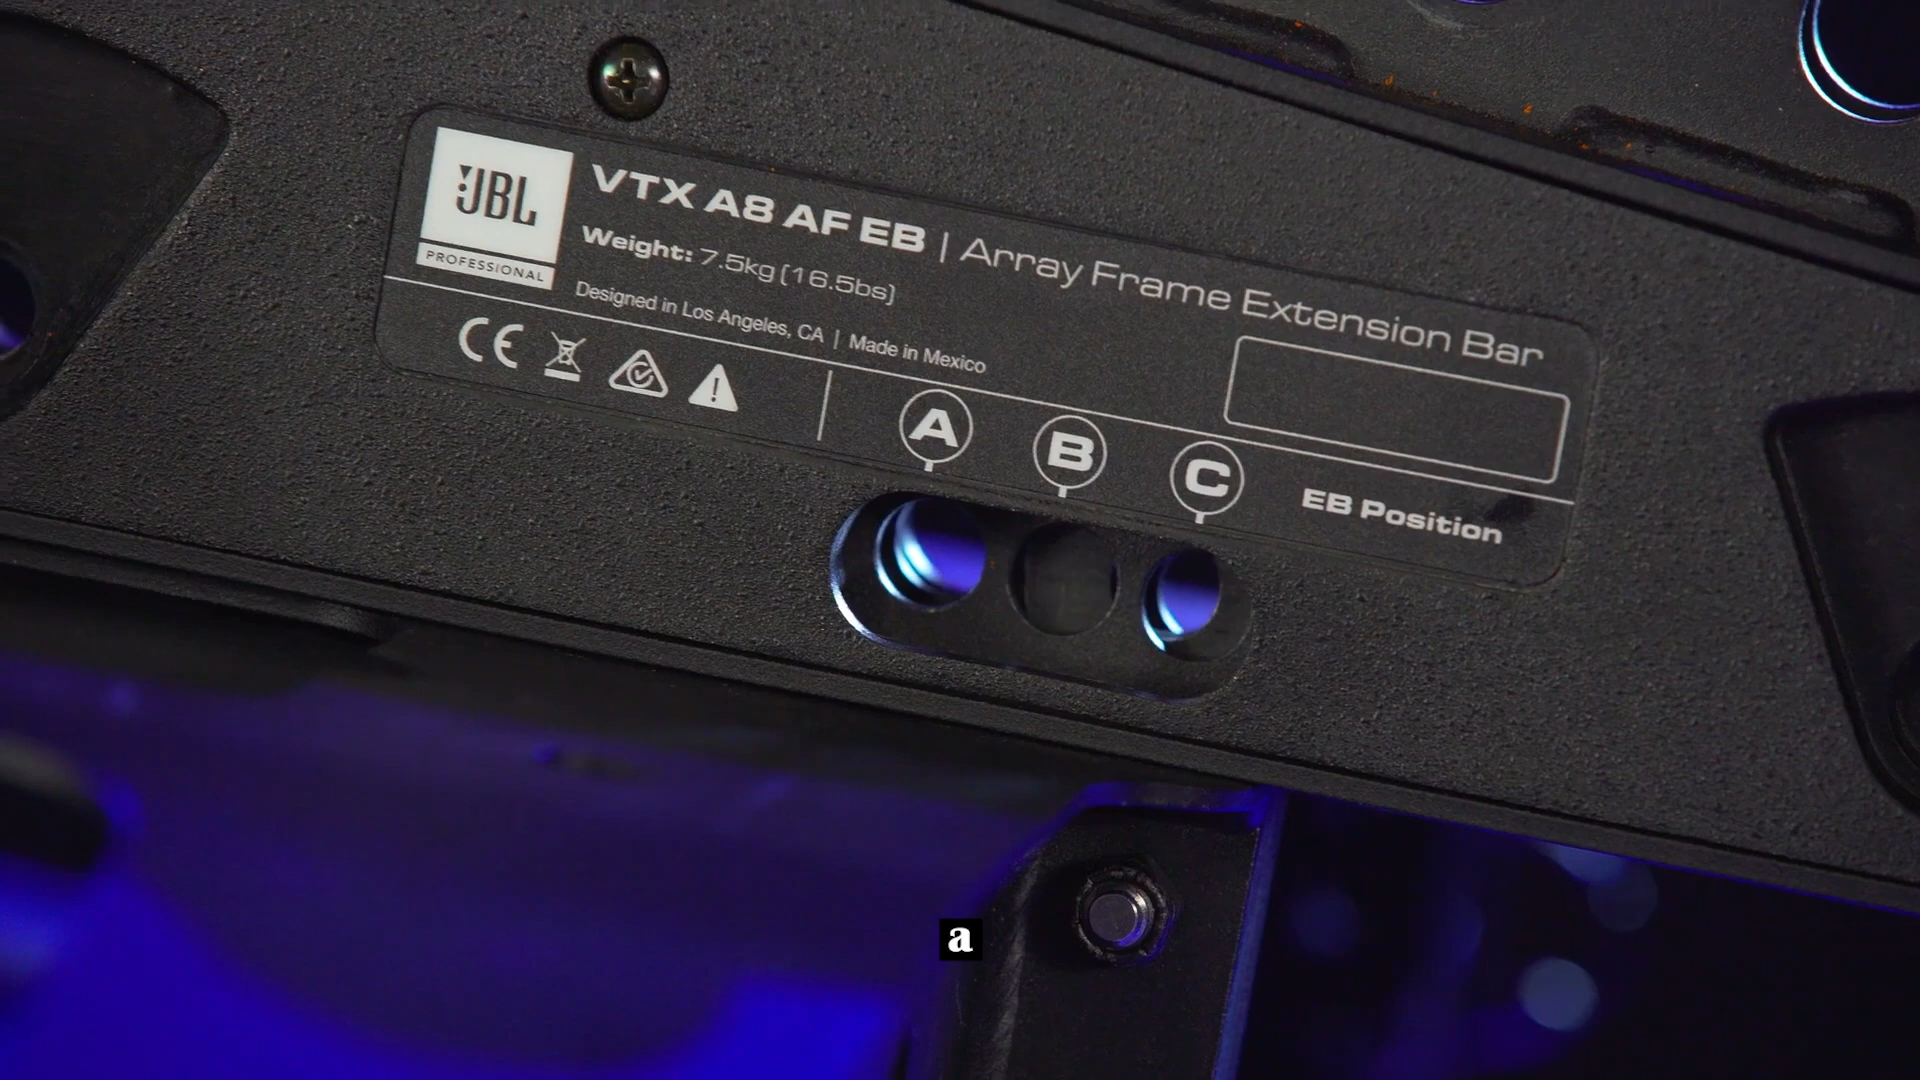 JBL
PROFESSIONAL
VTX A8 AF EB | Array Frame Extension Bar
Weight: 7.5kg (16.5bs)
Designed in Los Angeles, CA | Made in Mexico
CE
A B C EB Position
a